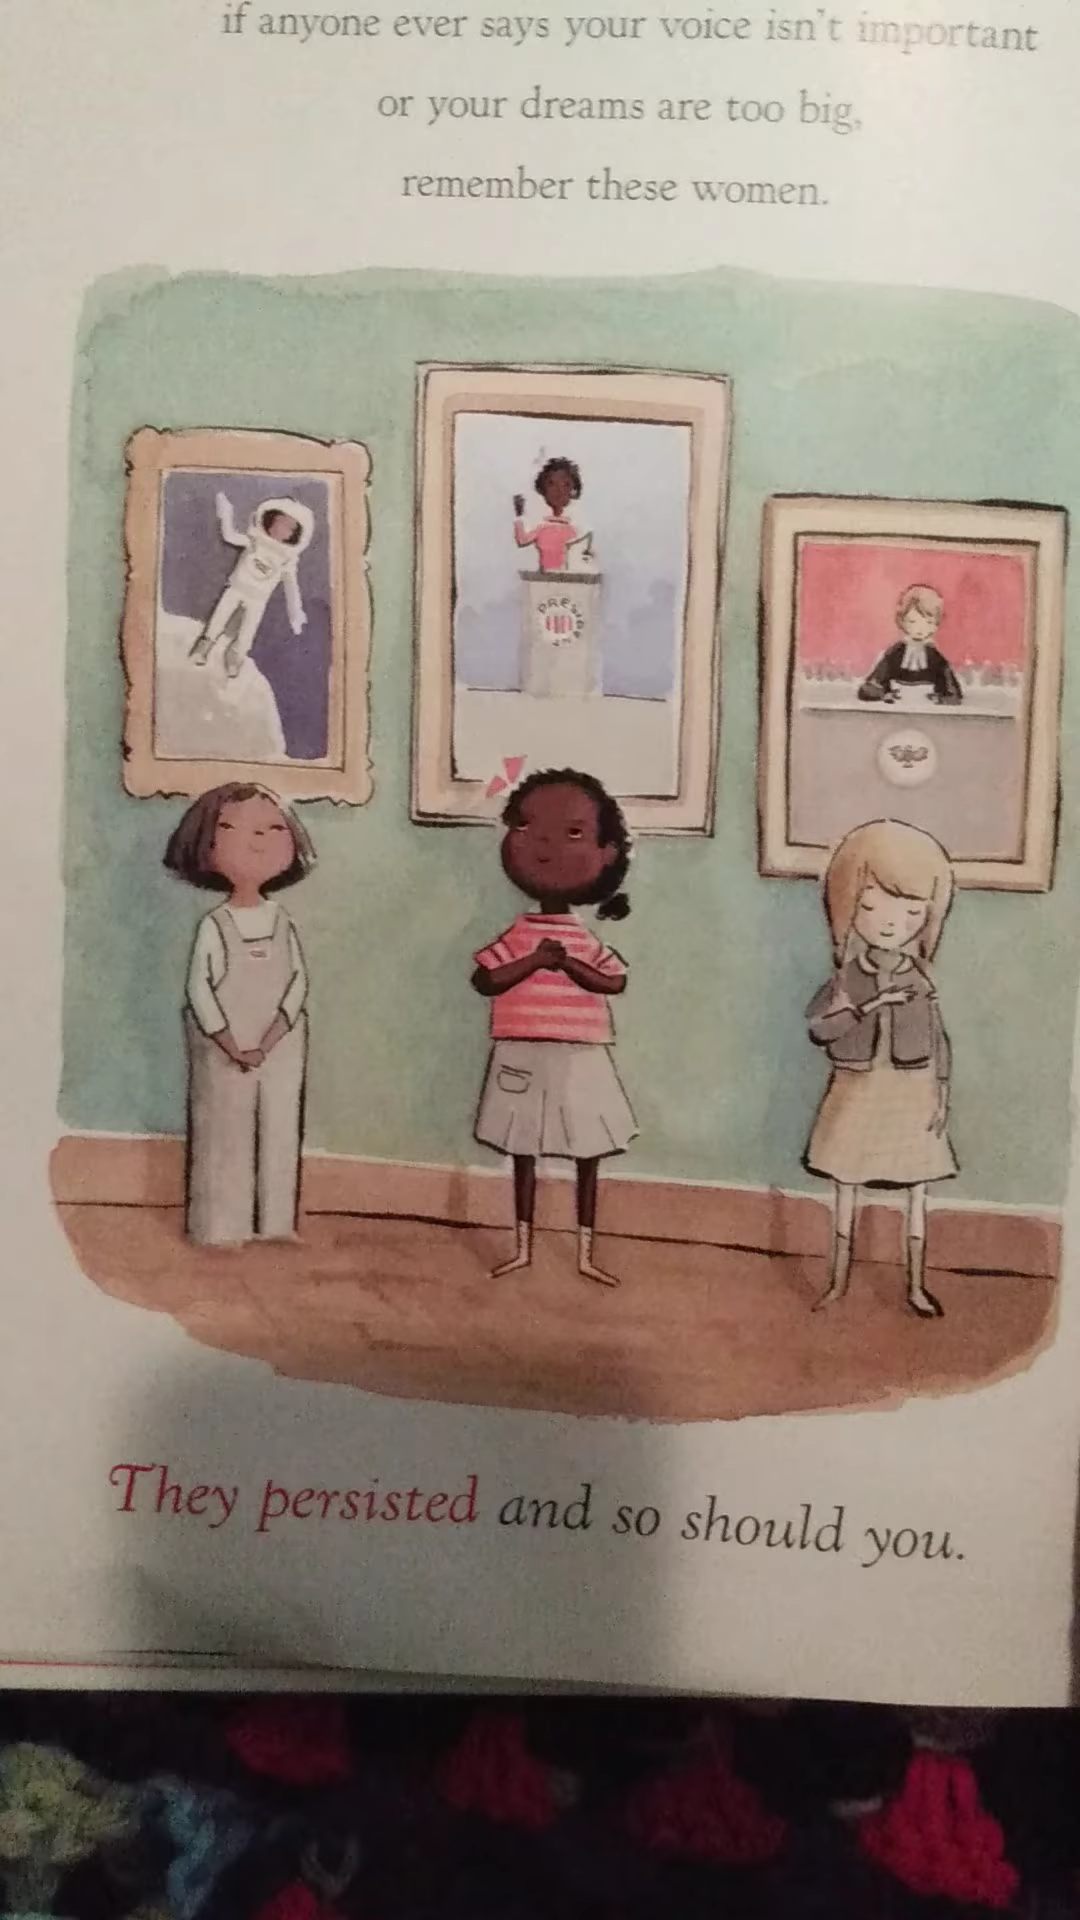 if anyone ever says your voice isn't important
or your dreams are too big,
remember these women.
PRESIDENT
They persisted and so should you.